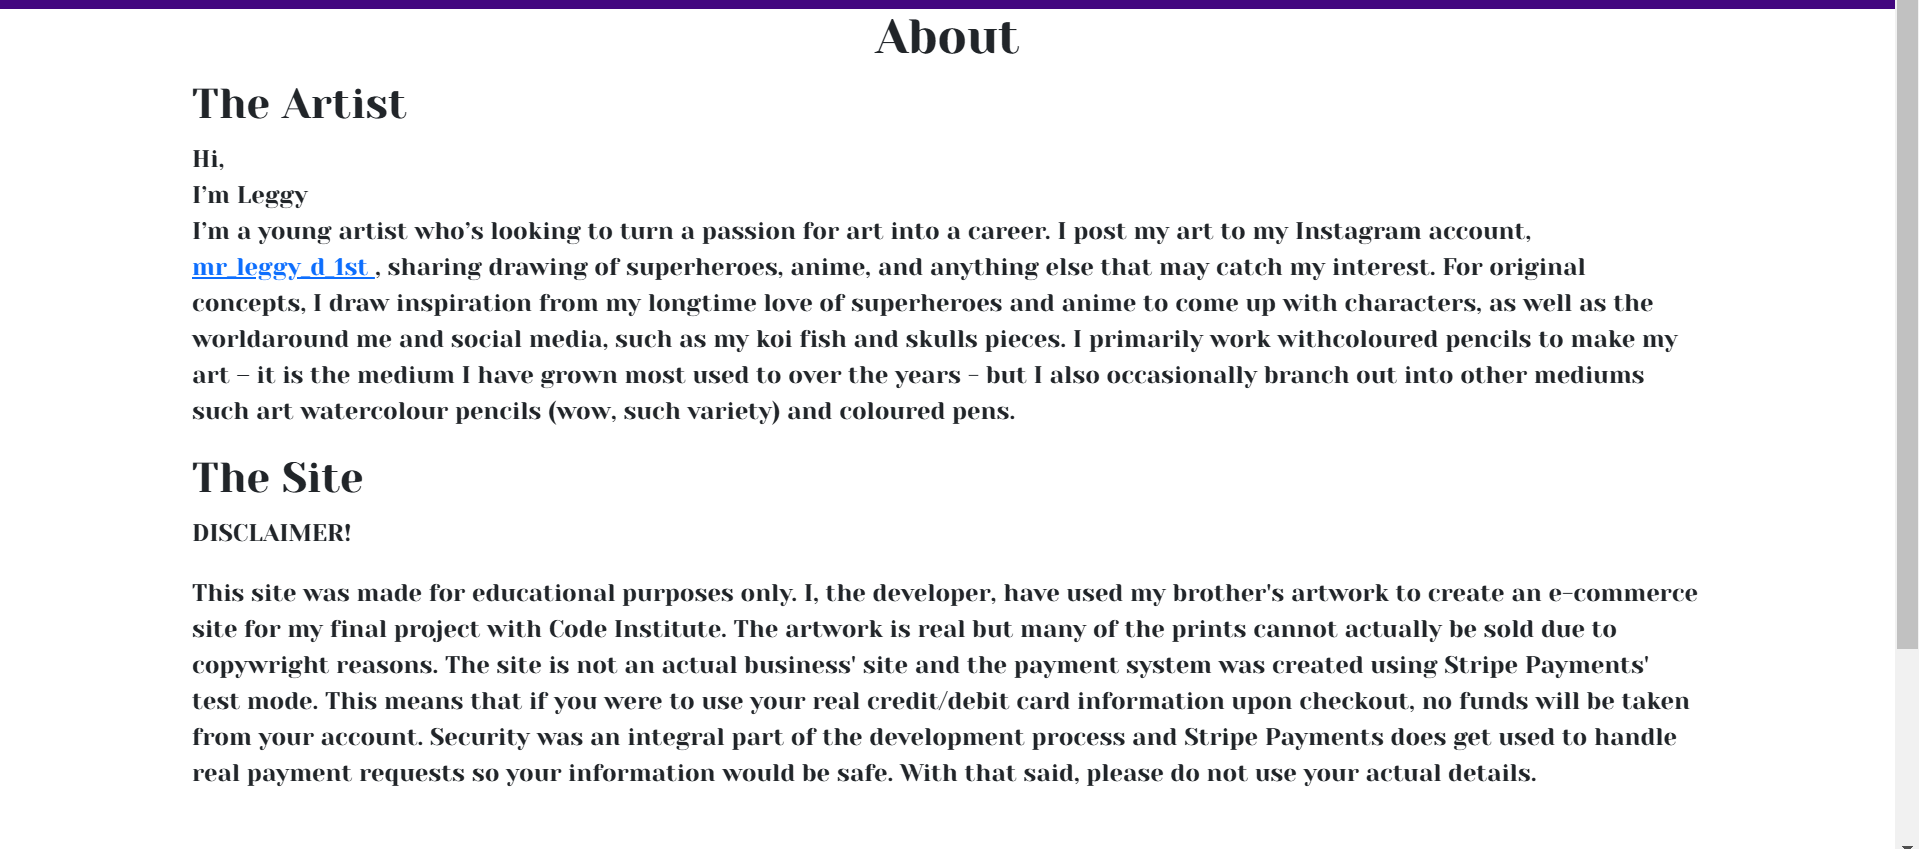 About
The Artist
Hi,
I’m Leggy
I’m a young artist who’s looking to turn a passion for art into a career. I post my art to my Instagram account,
mr_leggy_d_1st , sharing drawing of superheroes, anime, and anything else that may catch my interest. For original
concepts, I draw inspiration from my longtime love of superheroes and anime to come up with characters, as well as the
worldaround me and social media, such as my koi fish and skulls pieces. I primarily work withcoloured pencils to make my
art – it is the medium I have grown most used to over the years - but I also occasionally branch out into other mediums
such art watercolour pencils (wow, such variety) and coloured pens.
The Site
DISCLAIMER!
This site was made for educational purposes only. I, the developer, have used my brother's artwork to create an e-commerce
site for my final project with Code Institute. The artwork is real but many of the prints cannot actually be sold due to
copywright reasons. The site is not an actual business' site and the payment system was created using Stripe Payments'
test mode. This means that if you were to use your real credit/debit card information upon checkout, no funds will be taken
from your account. Security was an integral part of the development process and Stripe Payments does get used to handle
real payment requests so your information would be safe. With that said, please do not use your actual details.